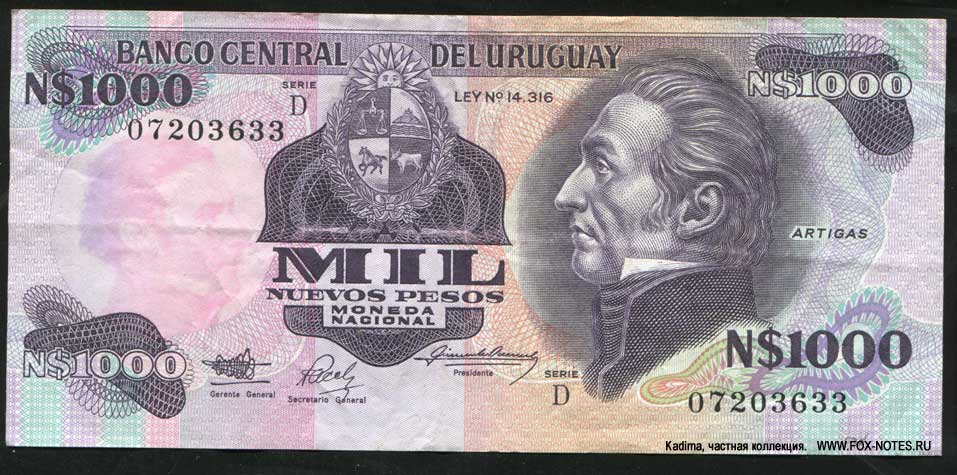 BANCO CENTRAL DEL URUGUAY
N$1000
SERIE
D
07203633
LEY Nº 14.316
N$1000
ARTIGAS
MIL
NUEVOS PESOS
MONEDA
NACIONAL
N$1000
Gerente General
Secretario General
Presidente
SERIE
D
N$1000
07203633
Kadima, частная коллекция. WWW.FOX-NOTES.RU